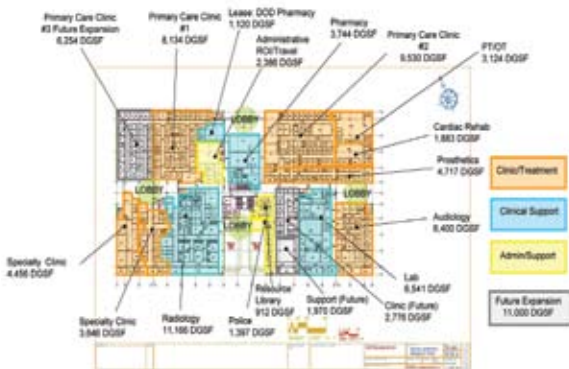 Primary Care Clinic
#3 Future Expansion
6,254 DGSF
Primary Care Clinic
#1
8,134 DGSF
Lease: DOD Pharmacy
1,120 DGSF
Administrative
ROI/Travel
2,386 DGSF
Pharmacy
3,744 DGSF
Primary Care Clinic
#2
9,530 DGSF
PT/OT
3,124 DGSF
Cardiac Rehab
1,883 DGSF
Prosthetics
4,717 DGSF
LOBBY
LOBBY
LOBBY
LOBBY
Clinic/Treatment
Clinical Support
Admin/Support
Future Expansion
11,000 DGSF
Audiology
6,400 DGSF
Specialty Clinic
4,456 DGSF
Specialty Clinic
3,646 DGSF
Radiology
11,166 DGSF
Police
1,397 DGSF
Resource
Library
912 DGSF
Support (Future)
1,970 DGSF
Clinic (Future)
2,776 DGSF
Lab
6,541 DGSF